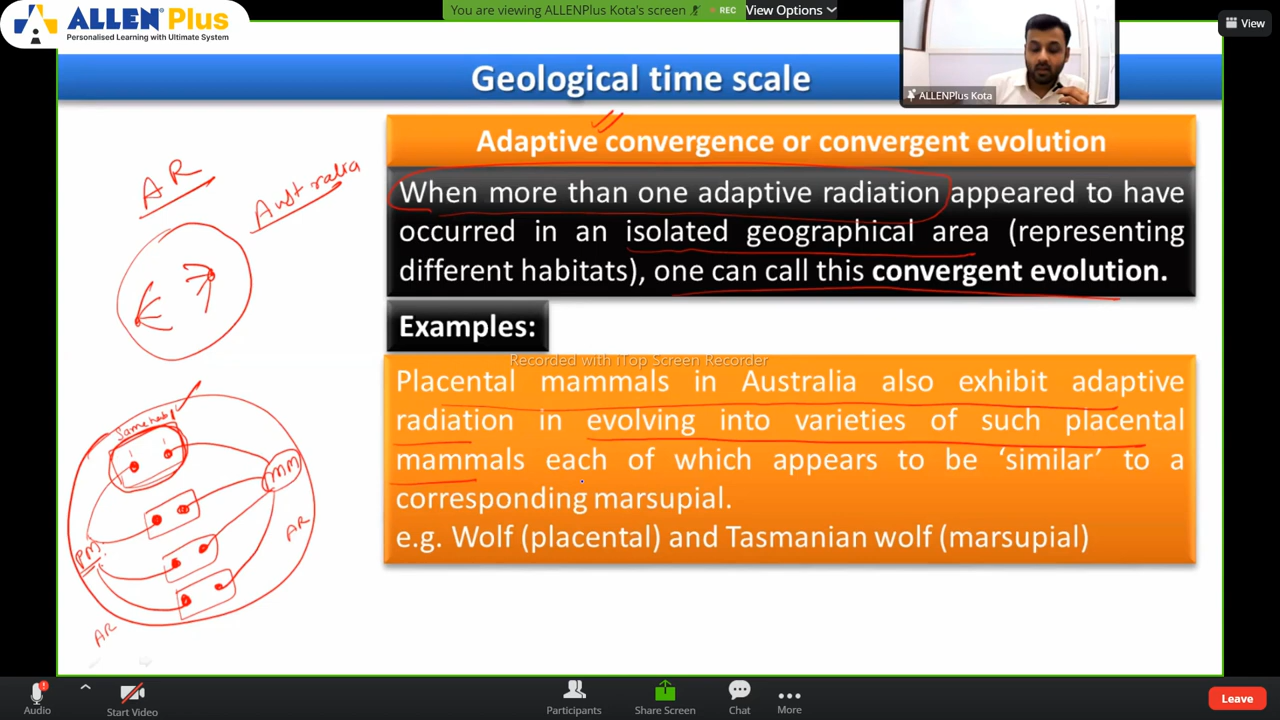 ALLEN Plus
Personalised Learning with Ultimate System
You are viewing ALLENPlus Kota's screen
REC
View Options
View
ALLENPlus Kota
Geological time scale
Adaptive convergence or convergent evolution
When more than one adaptive radiation appeared to have
occurred in an isolated geographical area (representing
different habitats), one can call this convergent evolution.
Examples:
Recorded with iTop Screen Recorder
Placental mammals in Australia also exhibit adaptive
radiation in evolving into varieties of such placental
mammals each of which appears to be ‘similar’ to a
corresponding marsupial.
e.g. Wolf (placental) and Tasmanian wolf (marsupial)
AR
Australia
Same
MM
PM
AR
AR
Audio
Start Video
Participants
Share Screen
Chat
More
Leave